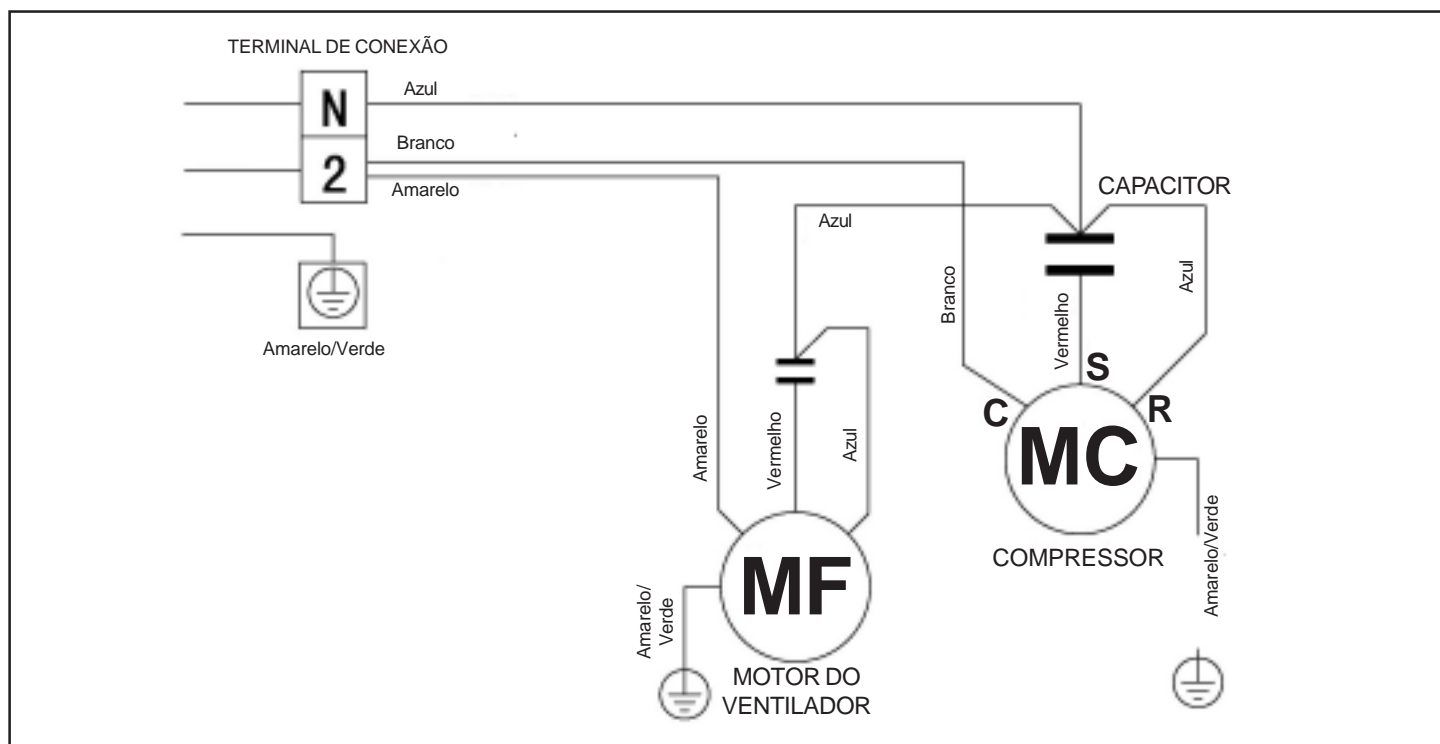 TERMINAL DE CONEXÃO
N
Azul
Branco
2
Amarelo
CAPACITOR
Azul
Branco
Azul
Vermelho
Amarelo/Verde
S
C
R
MC
Amarelo
Vermelho
Azul
COMPRESSOR
Amarelo/Verde
MF
Amarelo/
Verde
MOTOR DO
VENTILADOR